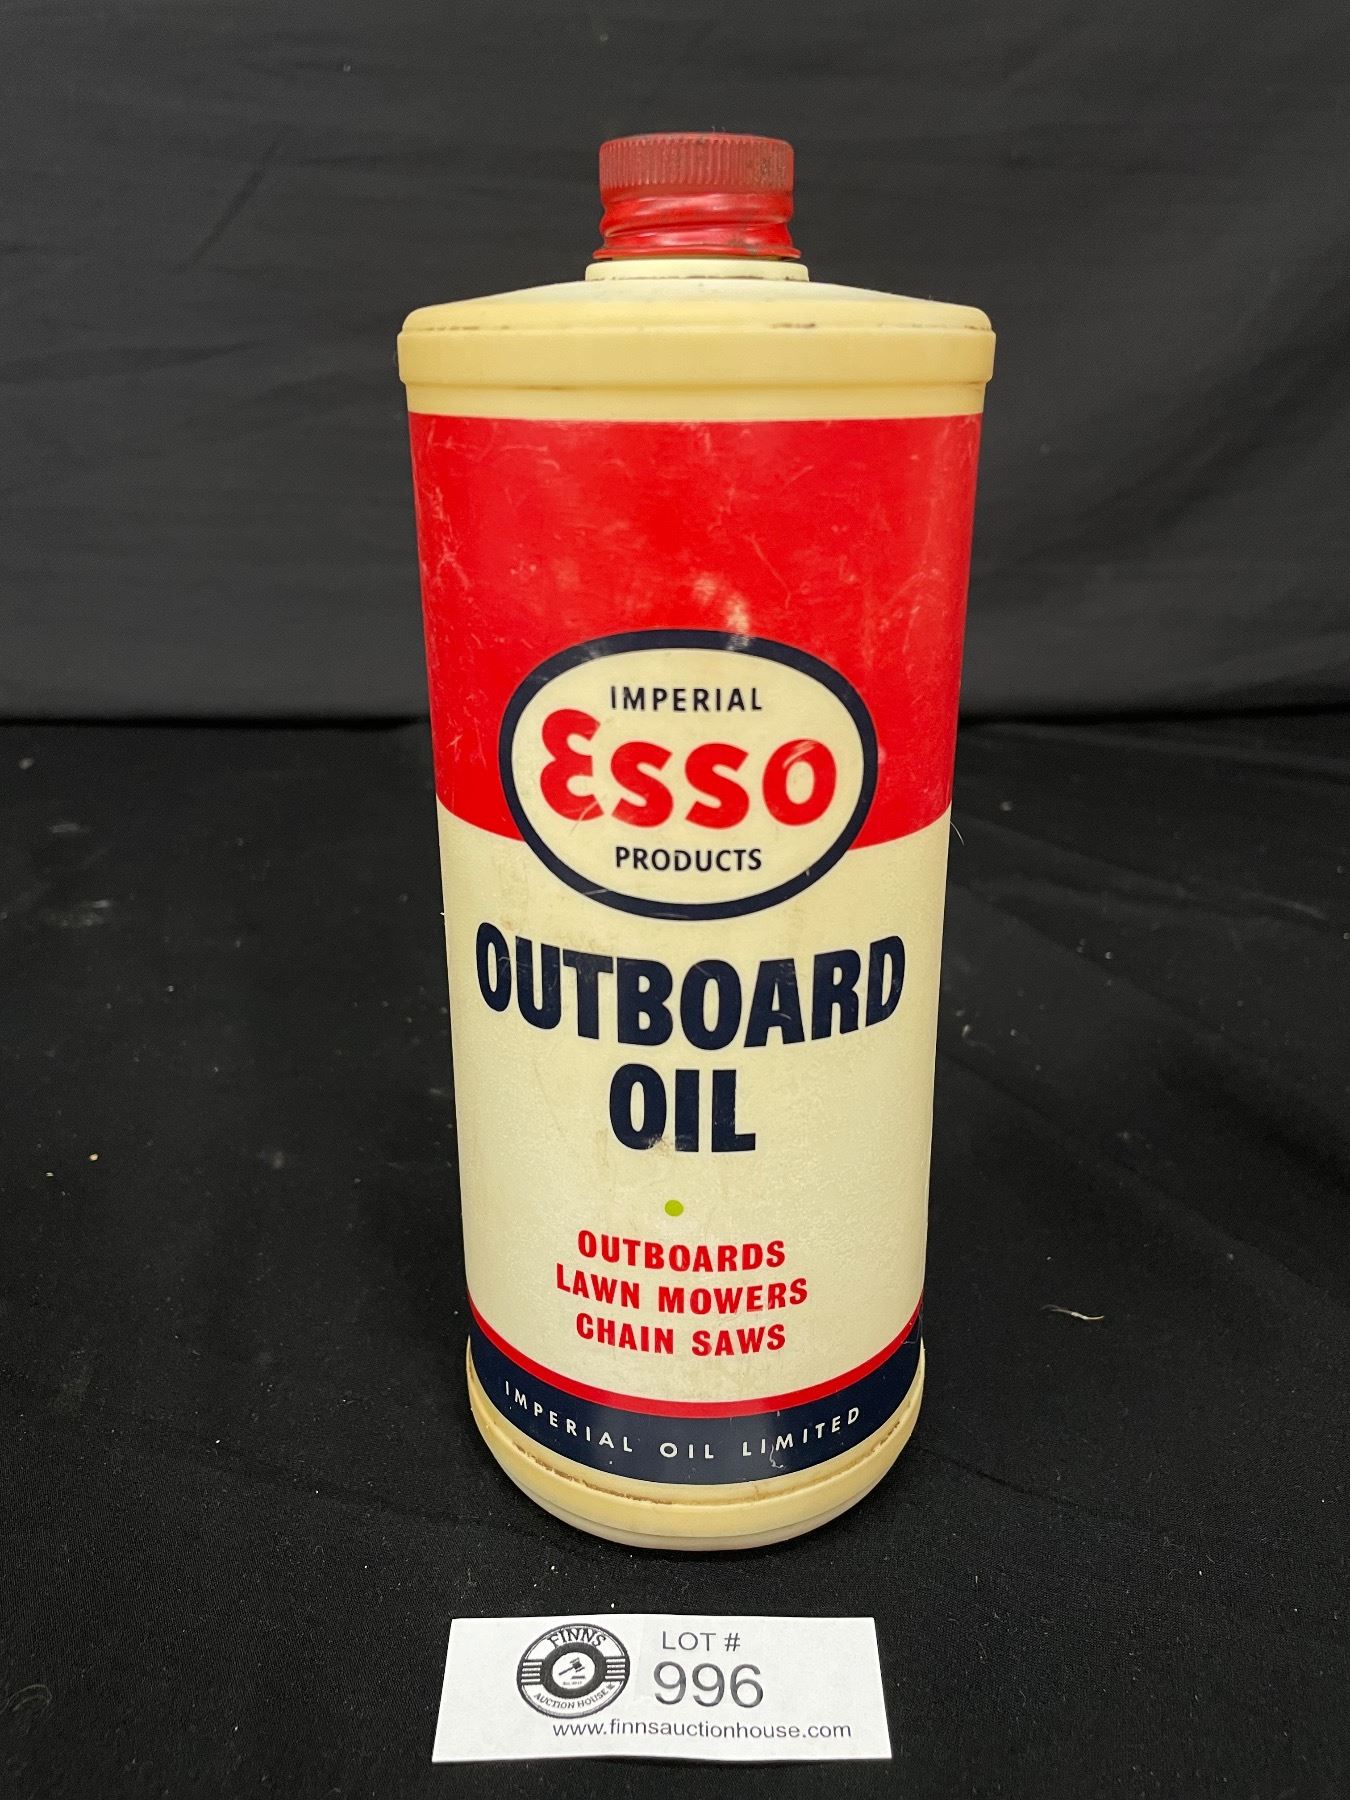 IMPERIAL
Esso
PRODUCTS
OUTBOARD
OIL
OUTBOARDS
LAWN MOWERS
CHAIN SAWS
IMPERIAL OIL LIMITED
FINNS
AUCTION HOUSE
LOT #
996
www.finnsauctionhouse.com